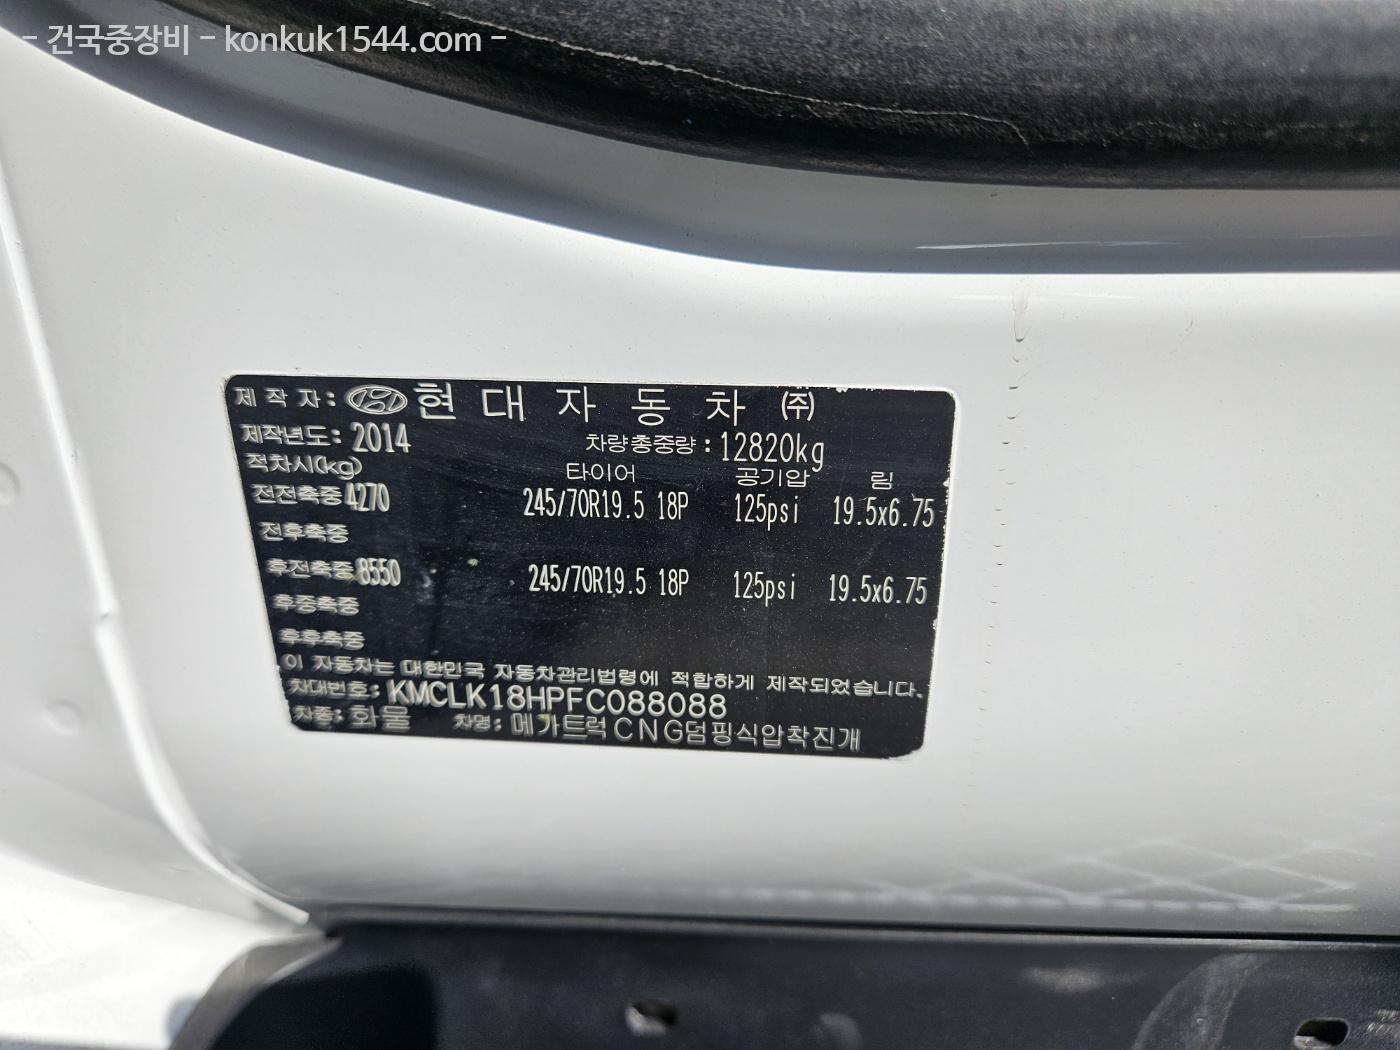 - 건국중장비 - konkuk1544.com -
제작자: 현대자동차 (주)
제작년도: 2014 차량총중량: 12820kg
적차시(kg) 타이어 공기압 림
전전축중 4270 245/70R19.5 18P 125psi 19.5x6.75
전후축중
후전축중 8550 245/70R19.5 18P 125psi 19.5x6.75
후중축중
후후축중
이 자동차는 대한민국 자동차관리법령에 적합하게 제작되었습니다.
차대번호: KMCLK18HPFC088088
차종: 화물 차명: 메가트럭CNG덤핑식압착진개